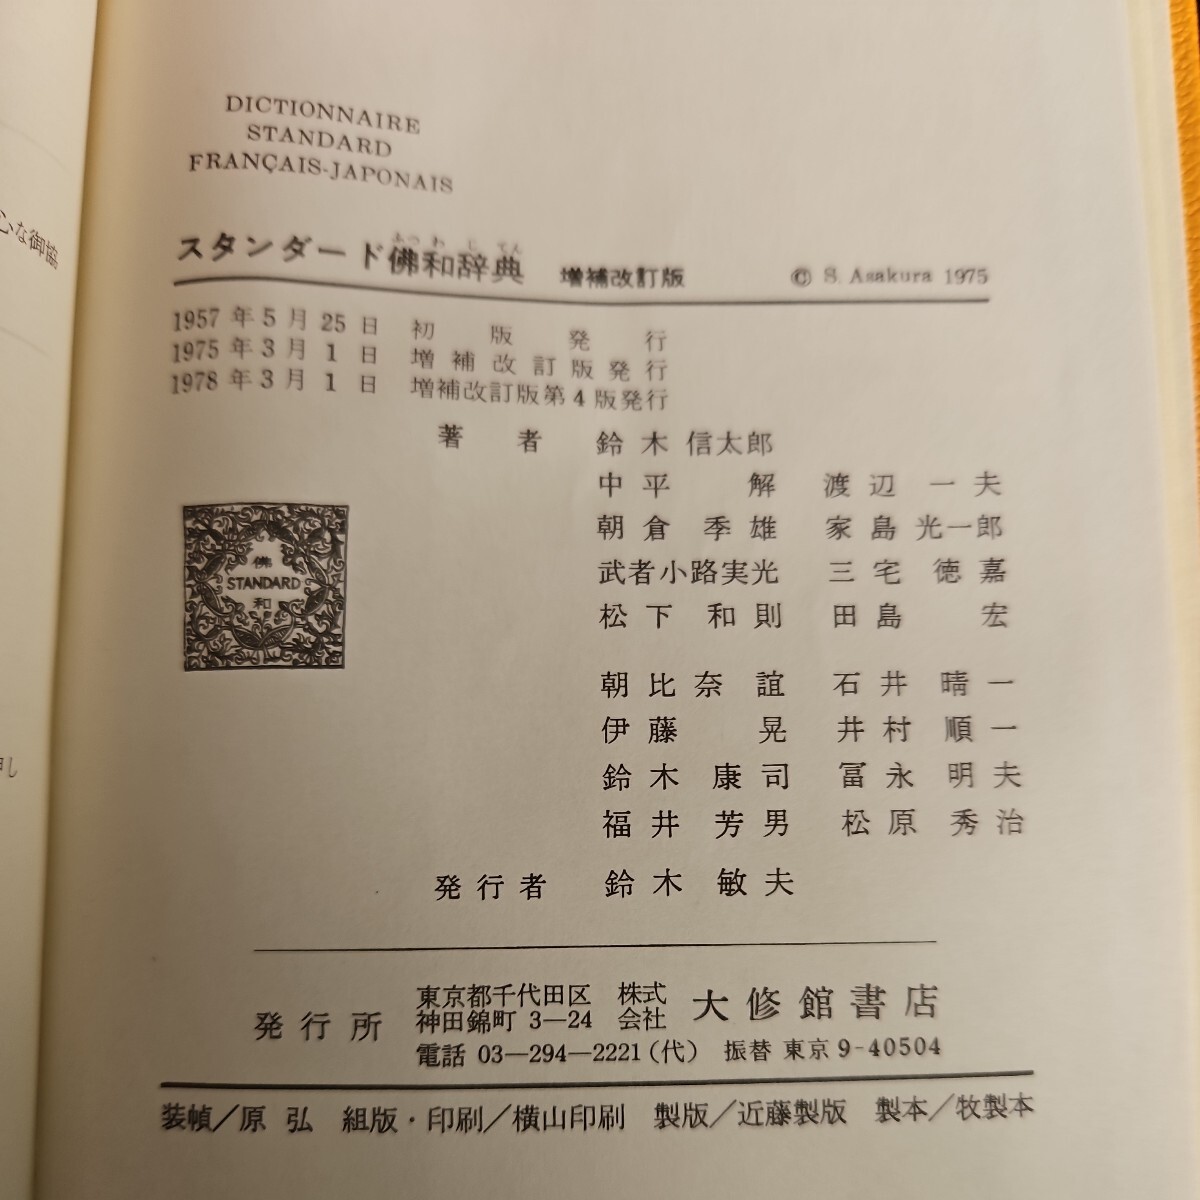 DICTIONNAIRE
STANDARD
FRANÇAIS-JAPONAIS
心な御協
ふつ わ じ てん
スタンダード佛和辞典 増補改訂版 © S. Asakura 1975
1957年5月25日 初版発行
1975年3月1日 増補改訂版発行
1978年3月1日 増補改訂版第4版発行
著者 鈴木信太郎
中平解 渡辺一夫
朝倉季雄 家島光一郎
武者小路実光 三宅徳嘉
松下和則 田島宏
朝比奈誼 石井晴一
伊藤晃 井村順一
鈴木康司 冨永明夫
福井芳男 松原秀治
佛
STANDARD
和
発行者 鈴木敏夫
発行所 東京都千代田区神田錦町 3—24 株式会社 大修館書店
電話 03—294—2221(代) 振替 東京 9-40504
装幀/原 弘 組版・印刷/横山印刷 製版/近藤製版 製本/牧製本